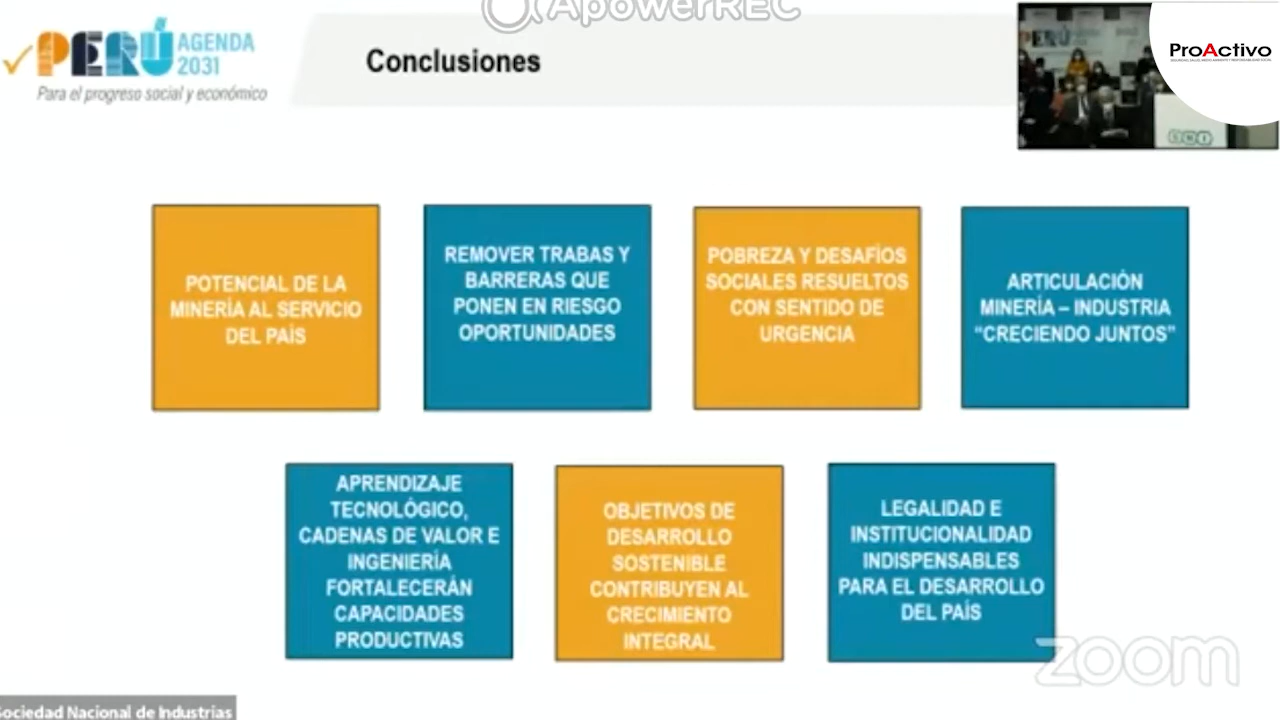 ApowerREC
PERÚ AGENDA
2031
Para el progreso social y económico
Conclusiones
ProActivo
SNI
POTENCIAL DE LA
MINERÍA AL SERVICIO
DEL PAÍS
REMOVER TRABAS Y
BARRERAS QUE
PONEN EN RIESGO
OPORTUNIDADES
POBREZA Y DESAFÍOS
SOCIALES RESUELTOS
CON SENTIDO DE
URGENCIA
ARTICULACIÓN
MINERÍA – INDUSTRIA
“CRECIENDO JUNTOS”
APRENDIZAJE
TECNOLÓGICO,
CADENAS DE VALOR E
INGENIERÍA
FORTALECERÁN
CAPACIDADES
PRODUCTIVAS
OBJETIVOS DE
DESARROLLO
SOSTENIBLE
CONTRIBUYEN AL
CRECIMIENTO
INTEGRAL
LEGALIDAD E
INSTITUCIONALIDAD
INDISPENSABLES
PARA EL DESARROLLO
DEL PAÍS
zoom
Sociedad Nacional de Industrias